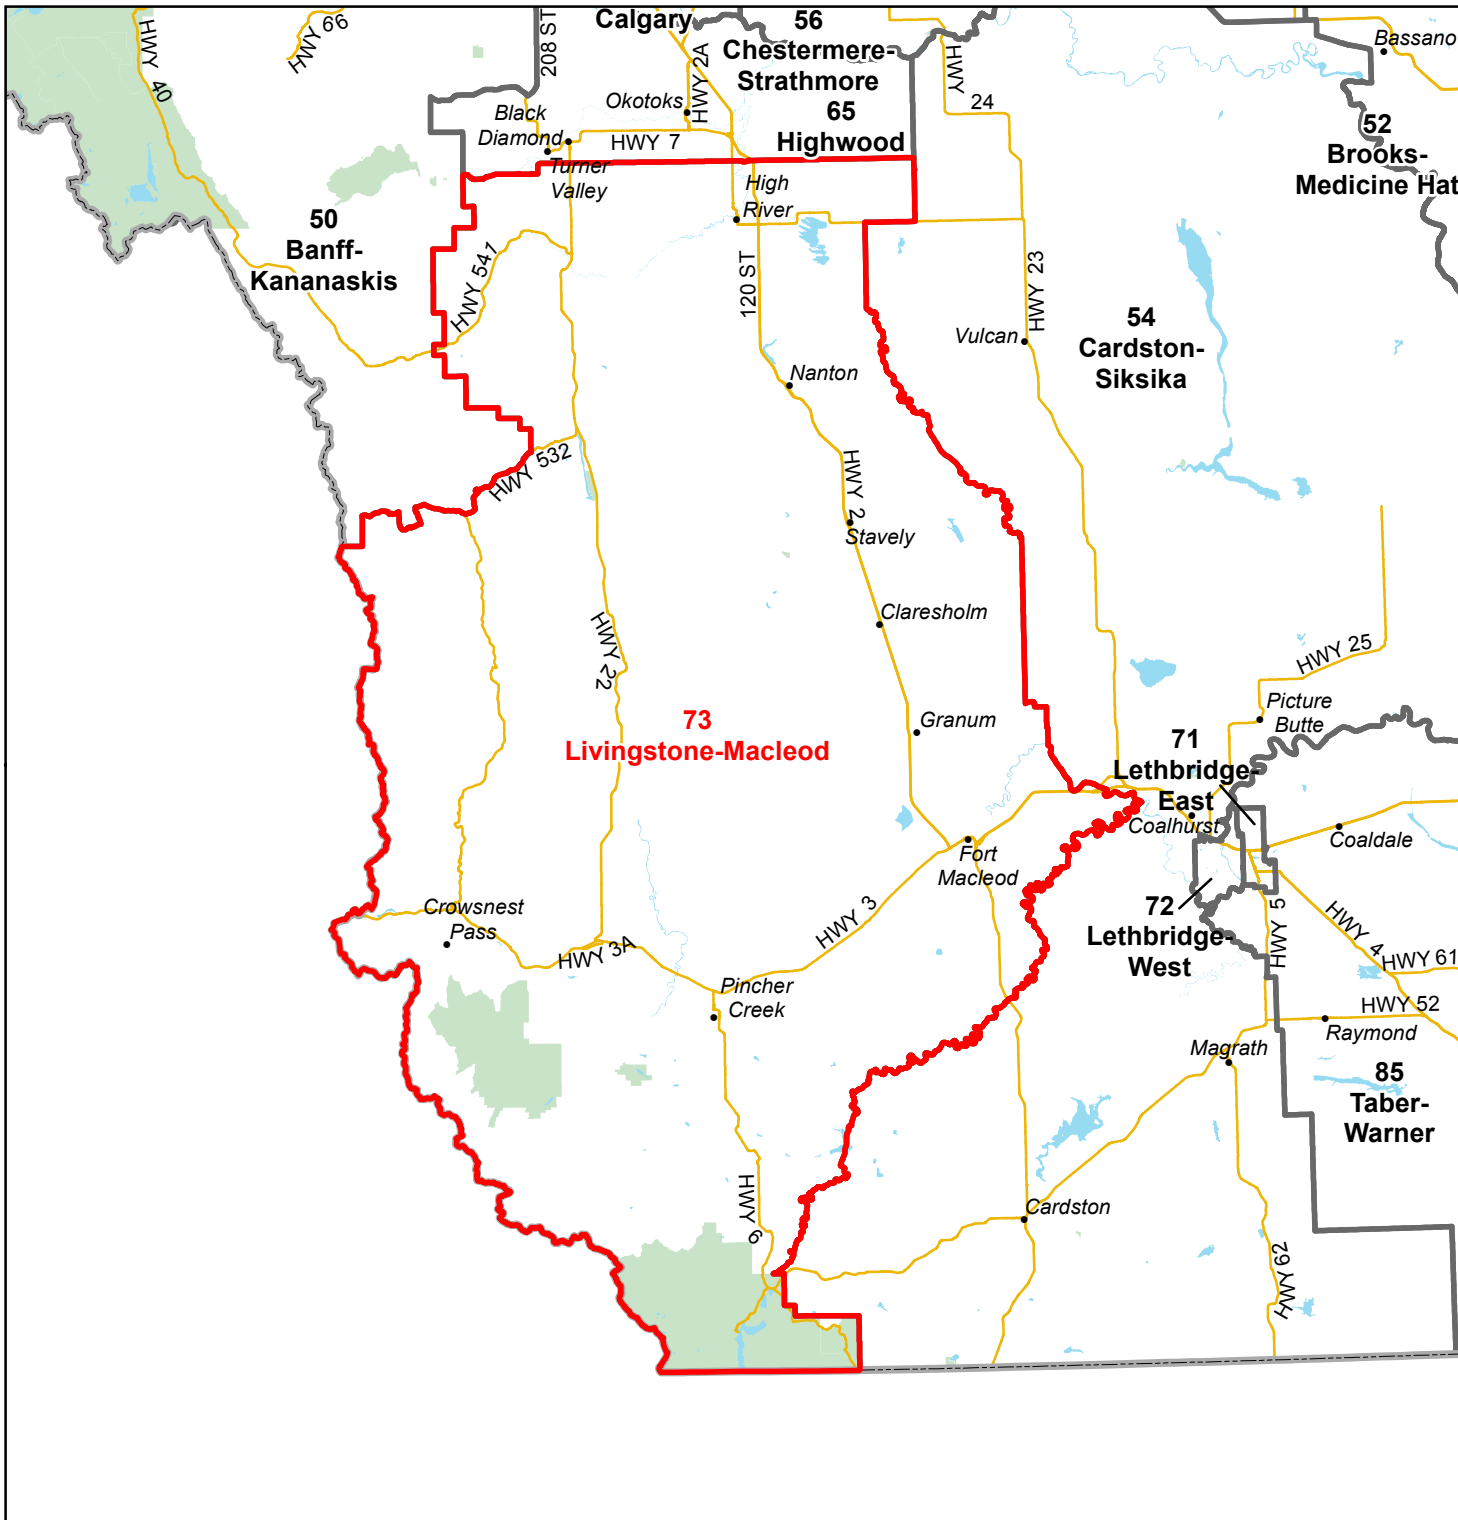 HWY 66
HWY 40
208 ST
Calgary
HWY 2A
56
Chestermere-
Strathmore
65
Highwood
HWY
24
Bassano
52
Brooks-
Medicine Hat
Black
Diamond
Okotoks
HWY 7
Turner
Valley
High
River
50
Banff-
Kananaskis
HWY 541
120 ST
HWY 23
Vulcan
54
Cardston-
Siksika
Nanton
HWY 532
HWY 2
Stavely
Claresholm
HWY 22
HWY 25
Picture
Butte
73
Livingstone-Macleod
Granum
71
Lethbridge-
East
Coalhurst
Coaldale
Fort
Macleod
Crowsnest
Pass
HWY 3
HWY 3A
72
Lethbridge-
West
HWY 5
HWY 4
HWY 61
HWY 52
Pincher
Creek
Raymond
Magrath
85
Taber-
Warner
HWY 6
Cardston
HWY 62